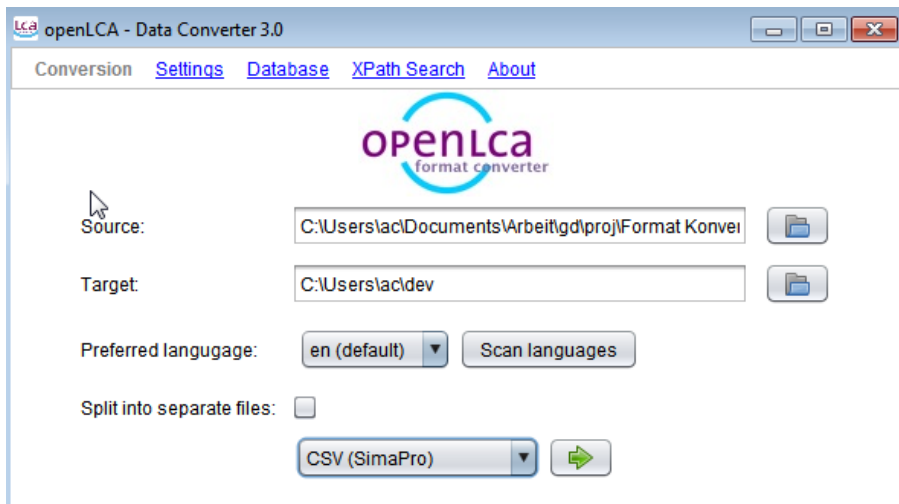 Lca openLCA - Data Converter 3.0
Conversion Settings Database XPath Search About
openLca
format converter
Source: C:\Users\ac\Documents\Arbeit\gd\proj\Format Konver
Target: C:\Users\ac\dev
Preferred langugage: en (default) Scan languages
Split into separate files:
CSV (SimaPro)